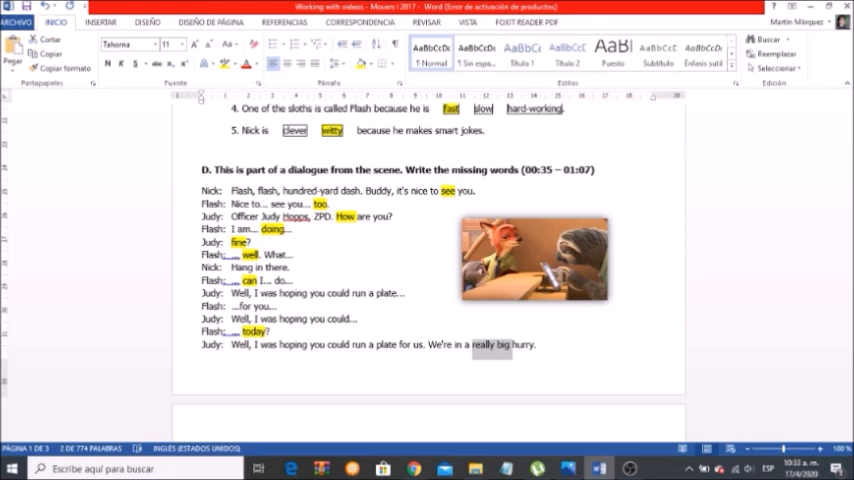 Working with videos - Movers I 2017 - Word (Error de activación de productos)
ARCHIVO INICIO INSERTAR DISEÑO DISEÑO DE PÁGINA REFERENCIAS CORRESPONDENCIA REVISAR VISTA FOXIT READER PDF
Martín Márquez
Pegar
Cortar
Copiar
Copiar formato
Portapapeles
Tahoma 11
Fuente
Párrafo
AaBbCcDc AaBbCcDc AaBbCc AaBbCcC AaBI AaBbCcD AaBbCcDc
¶ Normal ¶ Sin espa... Título 1 Título 2 Puesto Subtítulo Énfasis sutil
Estilos
Buscar
Reemplazar
Seleccionar
Edición
4. One of the sloths is called Flash because he is fast slow hard-working.
5. Nick is clever witty because he makes smart jokes.
D. This is part of a dialogue from the scene. Write the missing words (00:35 – 01:07)
Nick: Flash, flash, hundred-yard dash. Buddy, it's nice to see you.
Flash: Nice to... see you... too.
Judy: Officer Judy Hopps, ZPD. How are you?
Flash: I am... doing...
Judy: fine?
Flash: ... well. What...
Nick: Hang in there.
Flash: ... can I... do...
Judy: Well, I was hoping you could run a plate...
Flash: ...for you...
Judy: Well, I was hoping you could...
Flash: ... today?
Judy: Well, I was hoping you could run a plate for us. We're in a really big hurry.
PÁGINA 1 DE 3 2 DE 774 PALABRAS INGLÉS (ESTADOS UNIDOS) 100 %
Escribe aquí para buscar
ESP
10:33 a. m.
17/4/2020